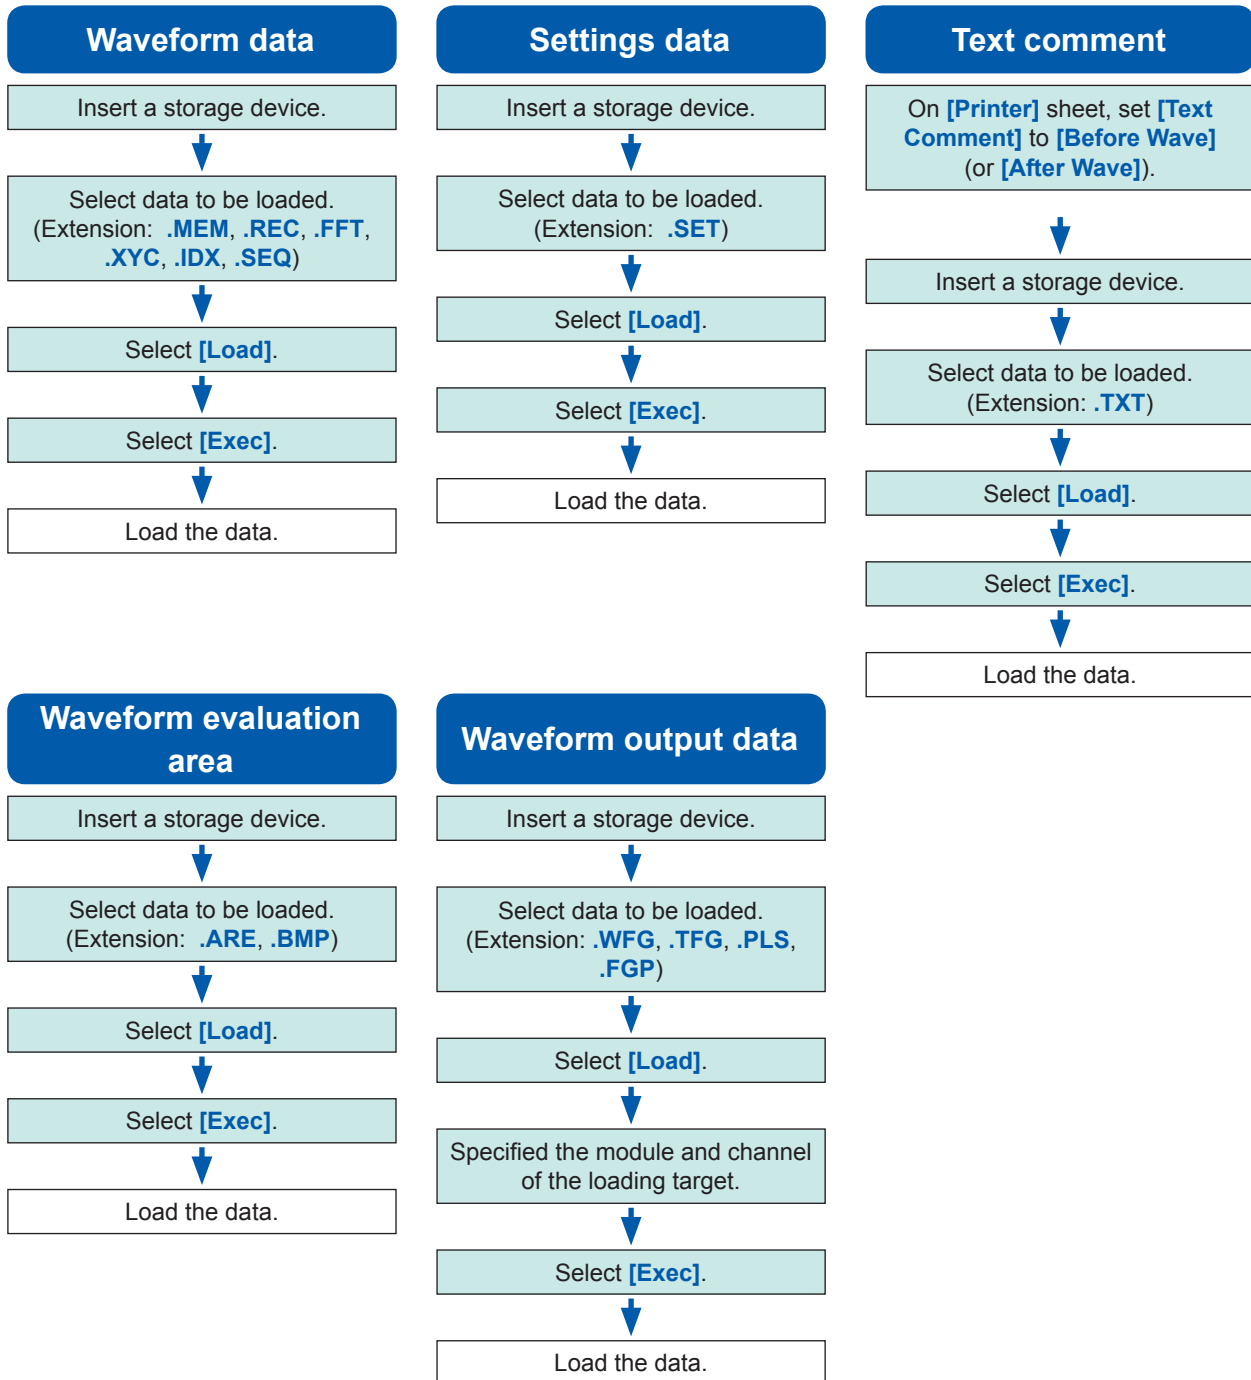 Waveform data
Insert a storage device.
Select data to be loaded.
(Extension: .MEM, .REC, .FFT,
.XYC, .IDX, .SEQ)
Select [Load].
Select [Exec].
Load the data.
Settings data
Insert a storage device.
Select data to be loaded.
(Extension: .SET)
Select [Load].
Select [Exec].
Load the data.
Text comment
On [Printer] sheet, set [Text
Comment] to [Before Wave]
(or [After Wave]).
Insert a storage device.
Select data to be loaded.
(Extension: .TXT)
Select [Load].
Select [Exec].
Load the data.
Waveform evaluation
area
Insert a storage device.
Select data to be loaded.
(Extension: .ARE, .BMP)
Select [Load].
Select [Exec].
Load the data.
Waveform output data
Insert a storage device.
Select data to be loaded.
(Extension: .WFG, .TFG, .PLS,
.FGP)
Select [Load].
Specified the module and channel
of the loading target.
Select [Exec].
Load the data.